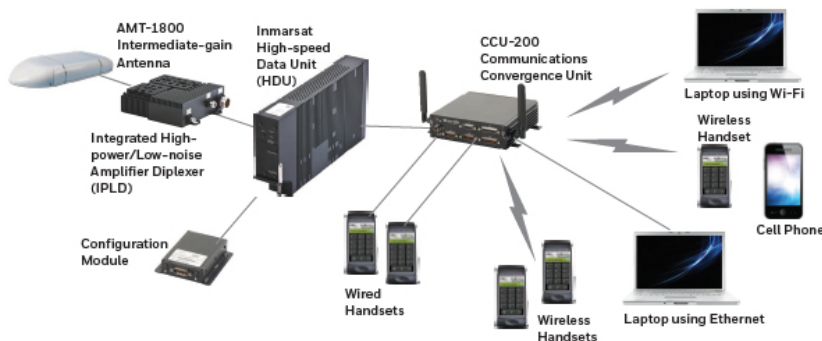 AMT-1800
Intermediate-gain
Antenna
Inmarsat
High-speed
Data Unit
(HDU)
CCU-200
Communications
Convergence Unit
Laptop using Wi-Fi
Integrated High-
power/Low-noise
Amplifier Diplexer
(IPLD)
Wireless
Handset
Cell Phone
Configuration
Module
Wired
Handsets
Wireless
Handsets
Laptop using Ethernet